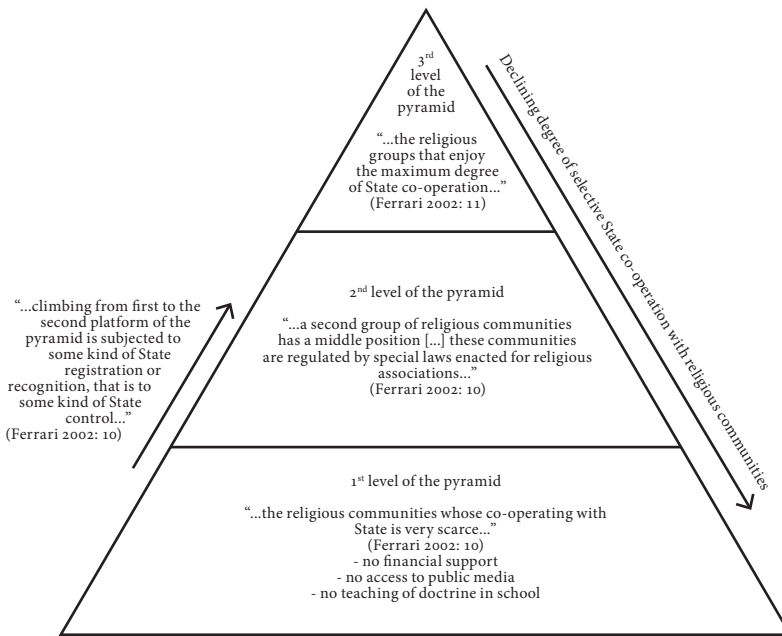 3rd
level
of the
pyramid
“...the religious
groups that enjoy
the maximum degree
of State co-operation...”
(Ferrari 2002: 11)
Declining degree of selective State co-operation with religious communities
“...climbing from first to the
second platform of the
pyramid is subjected to
some kind of State
registration or
recognition, that is to
some kind of State
control...”
(Ferrari 2002: 10)
2nd level of the pyramid
“...a second group of religious communities
has a middle position [...] these communities
are regulated by special laws enacted for religious
associations...”
(Ferrari 2002: 10)
1st level of the pyramid
“...the religious communities whose co-operating with
State is very scarce...”
(Ferrari 2002: 10)
- no financial support
- no access to public media
- no teaching of doctrine in school